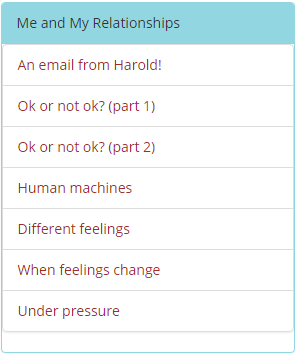 Me and My Relationships
An email from Harold!
Ok or not ok? (part 1)
Ok or not ok? (part 2)
Human machines
Different feelings
When feelings change
Under pressure